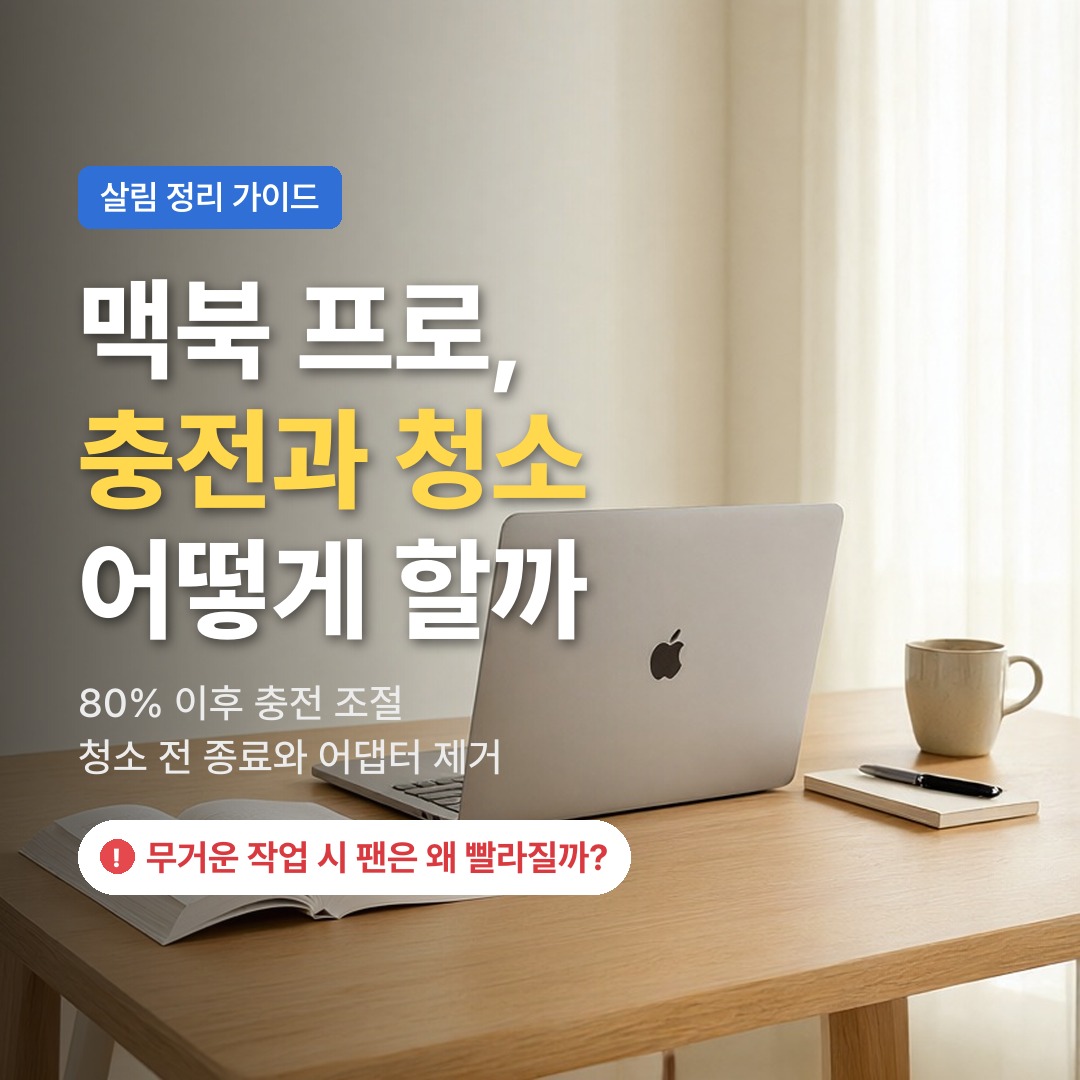 살림 정리 가이드
맥북 프로,
충전과 청소
어떻게 할까
80% 이후 충전 조절
청소 전 종료와 어댑터 제거
! 무거운 작업 시 팬은 왜 빨라질까?